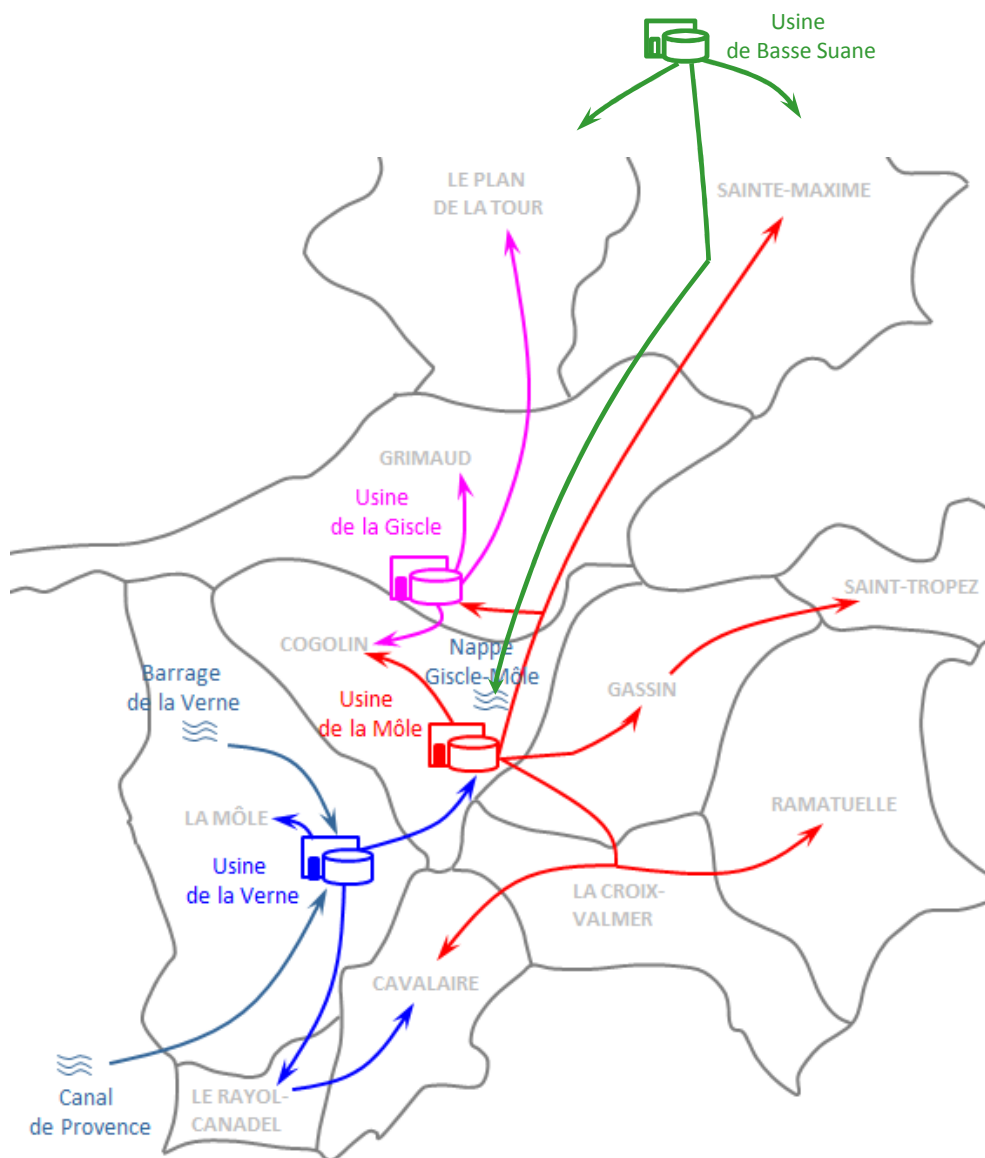 Usine
de Basse Suane
LE PLAN
DE LA TOUR
SAINTE-MAXIME
GRIMAUD
Usine
de la Giscle
SAINT-TROPEZ
COGOLIN
Nappe
Giscle-Môle
Barrage
de la Verne
GASSIN
Usine
de la Môle
LA MÔLE
RAMATUELLE
Usine
de la Verne
LA CROIX-
VALMER
CAVALAIRE
Canal
de Provence
LE RAYOL-
CANADEL